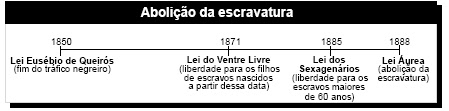 Abolição da escravatura
1850 1871 1885 1888
Lei Eusébio de Queirós
(fim do tráfico negreiro)
Lei do Ventre Livre
(liberdade para os filhos
de escravos nascidos
a partir dessa data)
Lei dos
Sexagenários
(liberdade para os
escravos maiores
de 60 anos)
Lei Áurea
(abolição da
escravatura)